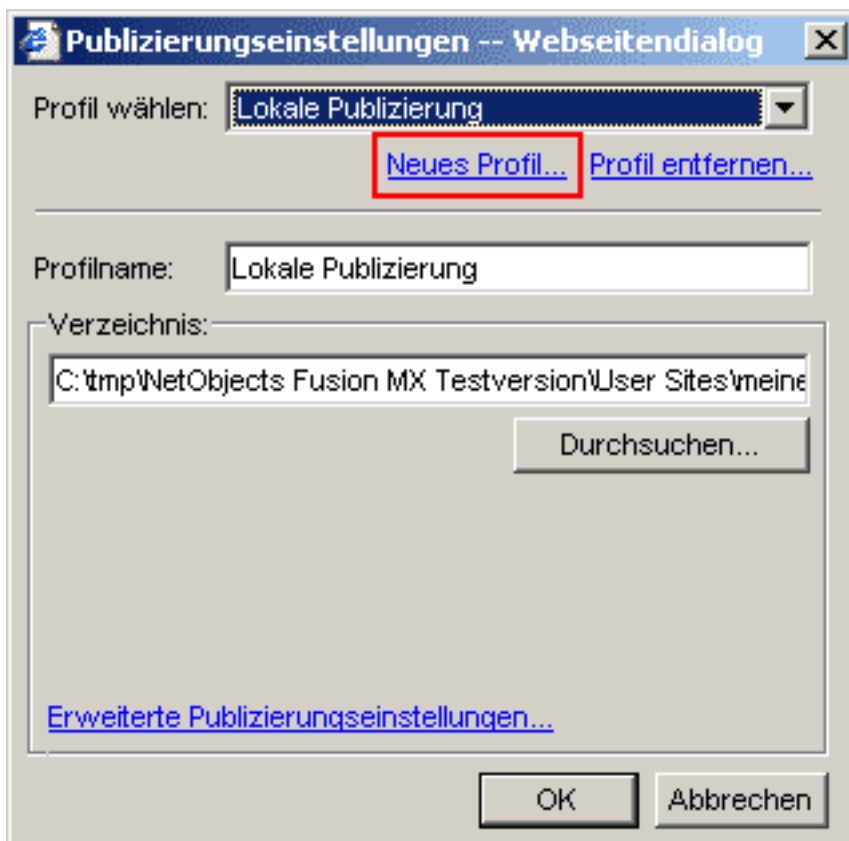 Publizierungseinstellungen -- Webseitendialog
Profil wählen: Lokale Publizierung
Neues Profil... Profil entfernen...
Profilname: Lokale Publizierung
Verzeichnis:
C:\tmp\NetObjects Fusion MX Testversion\User Sites\meine
Durchsuchen...
Erweiterte Publizierungseinstellungen...
OK Abbrechen